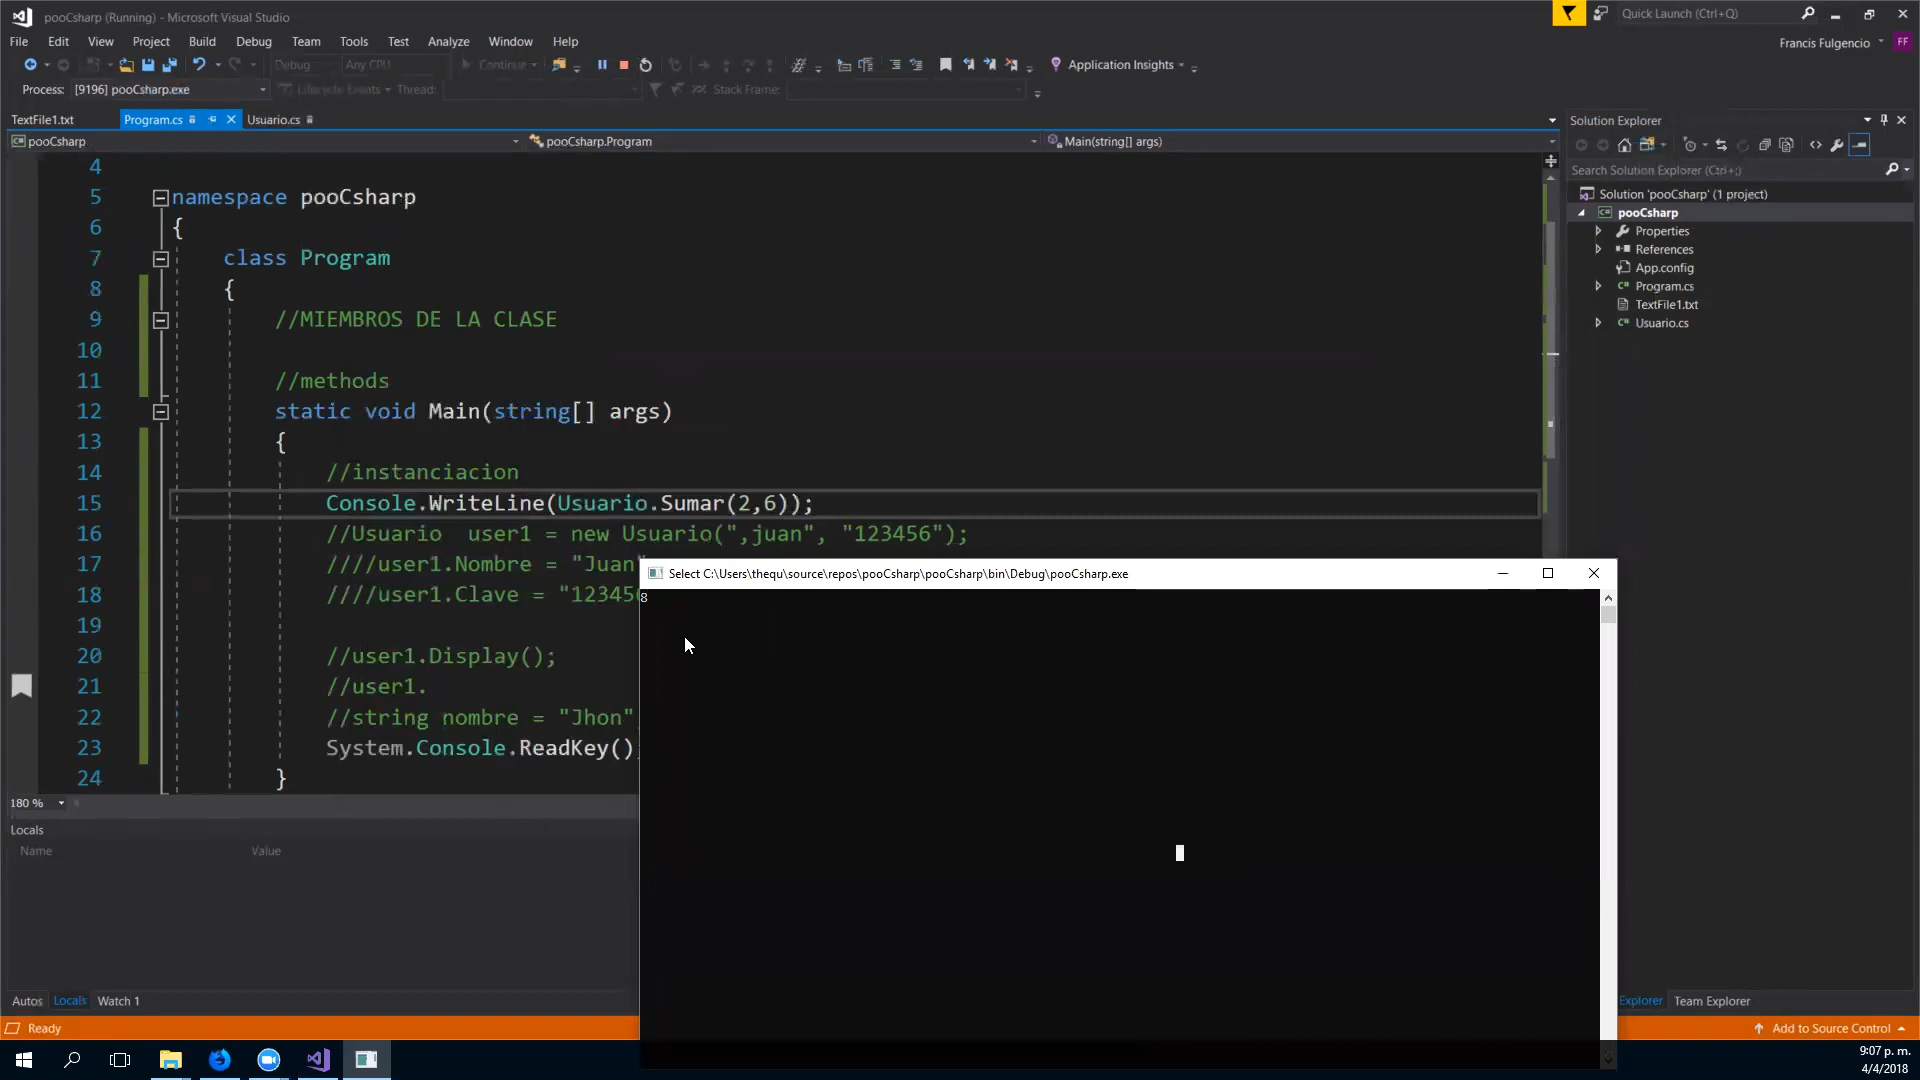 pooCsharp (Running) - Microsoft Visual Studio
Quick Launch (Ctrl+Q)
File Edit View Project Build Debug Team Tools Test Analyze Window Help
Francis Fulgencio FF
Debug Any CPU Continue Application Insights
Process: [9196] pooCsharp.exe Lifecycle Events Thread: Stack Frame:
TextFile1.txt Program.cs Usuario.cs
pooCsharp pooCsharp.Program Main(string[] args)
4
5 namespace pooCsharp
6 {
7 class Program
8 {
9 //MIEMBROS DE LA CLASE
10
11 //methods
12 static void Main(string[] args)
13 {
14 //instanciacion
15 Console.WriteLine(Usuario.Sumar(2,6));
16 //Usuario user1 = new Usuario(",juan", "123456");
17 ////user1.Nombre = "Juan"
18 ////user1.Clave = "123456
19
20 //user1.Display();
21 //user1.
22 //string nombre = "Jhon"
23 System.Console.ReadKey()
24 }
180 %
Locals
Name Value
Autos Locals Watch 1
Ready
Select C:\Users\thequ\source\repos\pooCsharp\pooCsharp\bin\Debug\pooCsharp.exe
8
Solution Explorer
Search Solution Explorer (Ctrl+;)
Solution 'pooCsharp' (1 project)
pooCsharp
Properties
References
App.config
Program.cs
TextFile1.txt
Usuario.cs
Explorer Team Explorer
Add to Source Control
9:07 p. m.
4/4/2018